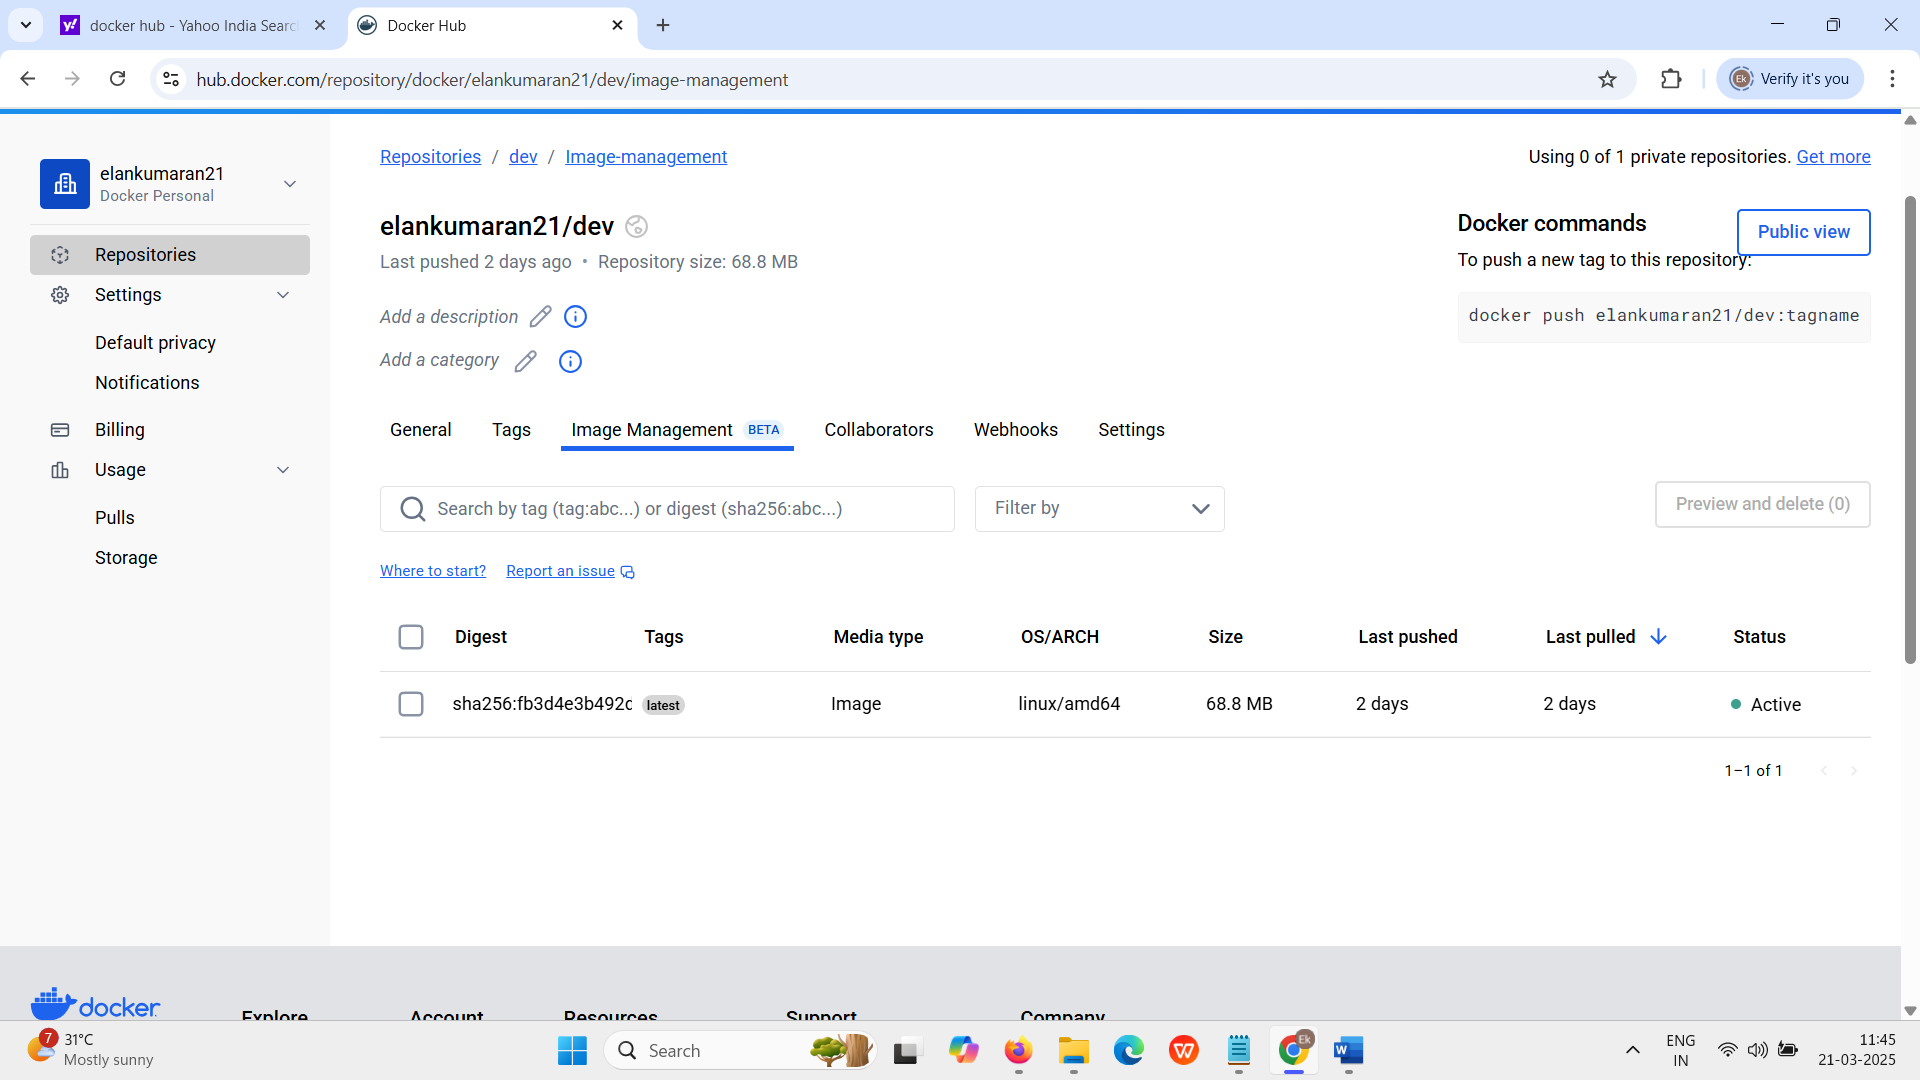 docker hub - Yahoo India Searc
Docker Hub
hub.docker.com/repository/docker/elankumaran21/dev/image-management
Ek
Verify it's you
elankumaran21
Docker Personal
Repositories
Settings
Default privacy
Notifications
Billing
Usage
Pulls
Storage
Repositories / dev / Image-management
Using 0 of 1 private repositories. Get more
elankumaran21/dev
Last pushed 2 days ago • Repository size: 68.8 MB
Add a description
Add a category
Docker commands
Public view
To push a new tag to this repository:
docker push elankumaran21/dev:tagname
General Tags Image Management BETA Collaborators Webhooks Settings
Search by tag (tag:abc...) or digest (sha256:abc...)
Filter by
Preview and delete (0)
Where to start? Report an issue
Digest Tags Media type OS/ARCH Size Last pushed Last pulled Status
sha256:fb3d4e3b492c latest Image linux/amd64 68.8 MB 2 days 2 days Active
1–1 of 1
docker
Explore Account Resources Support Company
7
31°C
Mostly sunny
Search
Ek
ENG
IN
11:45
21-03-2025